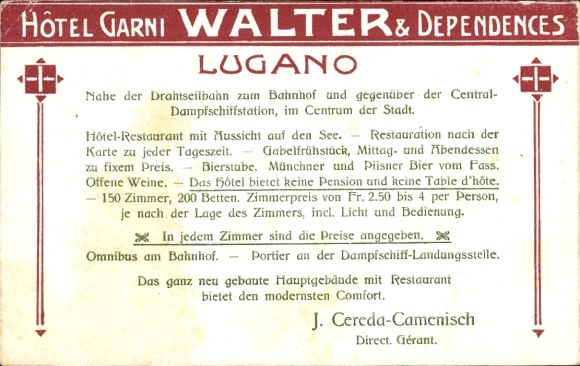 HÔTEL GARNI WALTER & DEPENDENCES
LUGANO
Nahe der Drahtseilbahn zum Bahnhof und gegenüber der Central-
Dampfschiffstation, im Centrum der Stadt.
Hôtel-Restaurant mit Aussicht auf den See. — Restauration nach der
Karte zu jeder Tageszeit. — Gabelfrühstück, Mittag- und Abendessen
zu fixem Preis. — Bierstube. Münchner und Pilsner Bier vom Fass.
Offene Weine. — Das Hôtel bietet keine Pension und keine Table d'hôte.
— 150 Zimmer, 200 Betten. Zimmerpreis von Fr. 2.50 bis 4 per Person,
je nach der Lage des Zimmers, incl. Licht und Bedienung.
In jedem Zimmer sind die Preise angegeben.
Omnibus am Bahnhof. — Portier an der Dampfschiff-Landungsstelle.
Das ganz neu gebaute Hauptgebäude mit Restaurant
bietet den modernsten Comfort.
J. Cereda-Camenisch
Direct. Gérant.